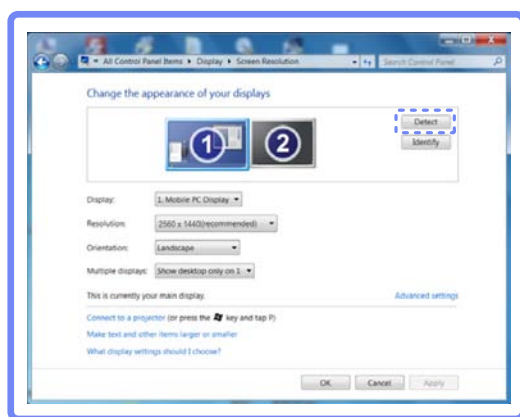 All Control Panel Items ▸ Display ▸ Screen Resolution
Search Control Panel
Change the appearance of your displays
1
2
Detect
Identify
Display: 1. Mobile PC Display
Resolution: 2560 x 1440(recommended)
Orientation: Landscape
Multiple displays: Show desktop only on 1
This is currently your main display.
Advanced settings
Connect to a projector (or press the key and tap P)
Make text and other items larger or smaller
What display settings should I choose?
OK
Cancel
Apply